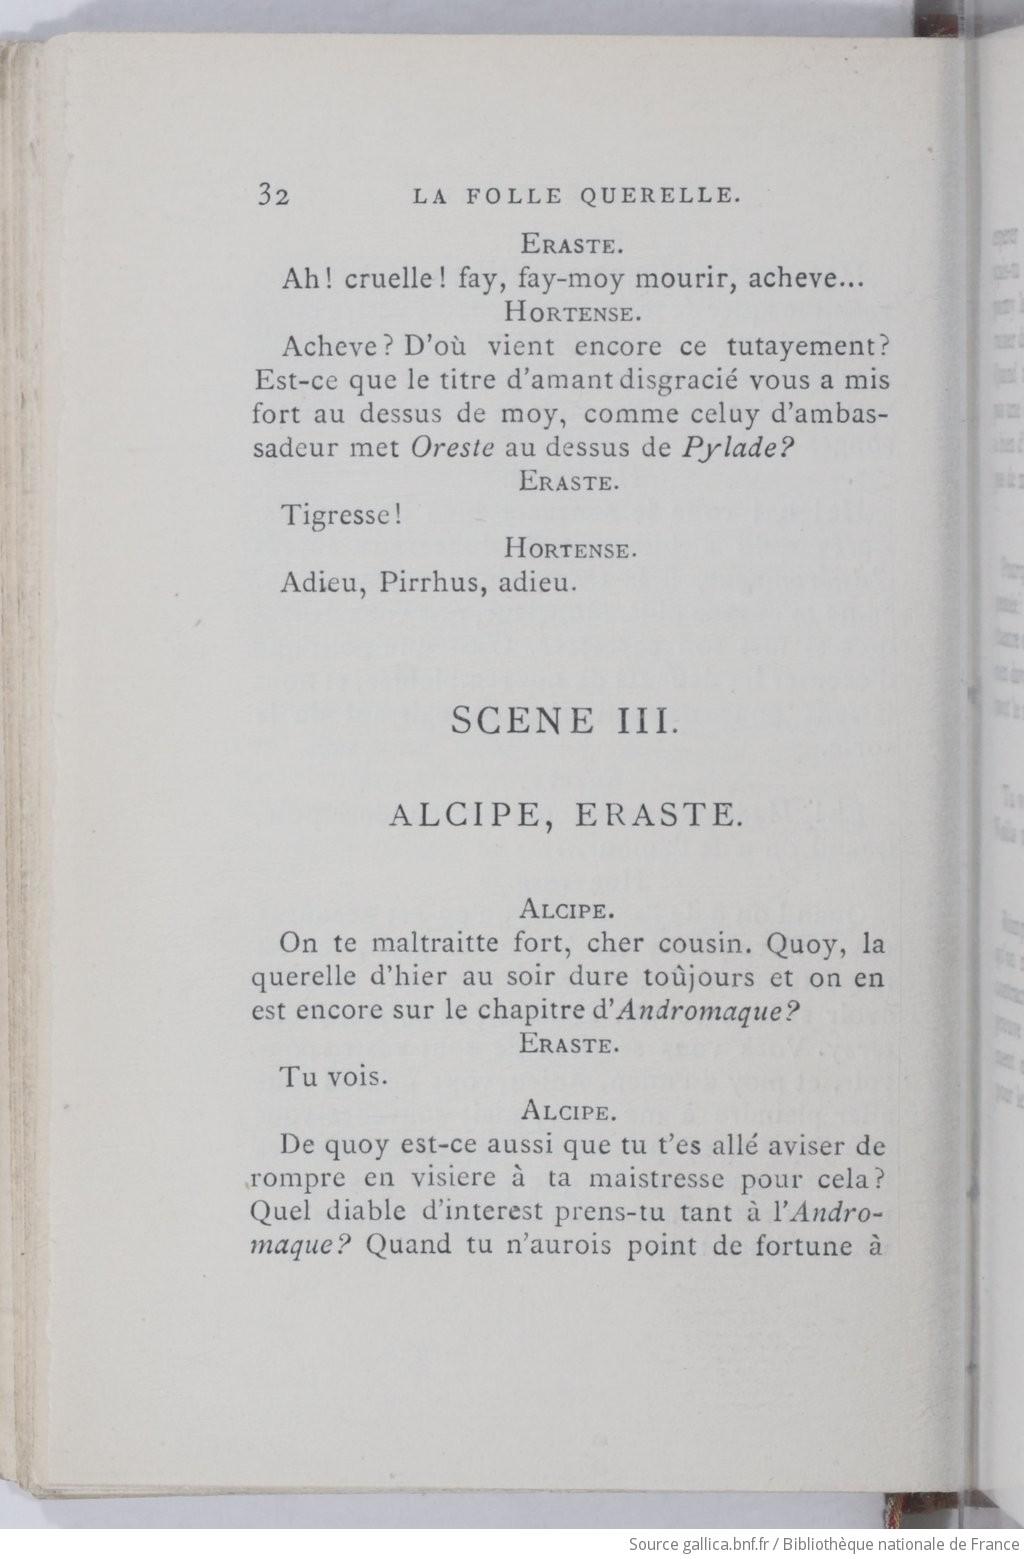 32 LA FOLLE QUERELLE.
ERASTE.
Ah! cruelle! fay, fay-moy mourir, acheve...
HORTENSE.
Acheve? D'où vient encore ce tutayement?
Est-ce que le titre d'amant disgracié vous a mis
fort au dessus de moy, comme celuy d'ambas-
sadeur met Oreste au dessus de Pylade?
ERASTE.
Tigresse!
HORTENSE.
Adieu, Pirrhus, adieu.
SCENE III.
ALCIPE, ERASTE.
ALCIPE.
On te maltraitte fort, cher cousin. Quoy, la
querelle d'hier au soir dure toûjours et on en
est encore sur le chapitre d'Andromaque?
ERASTE.
Tu vois.
ALCIPE.
De quoy est-ce aussi que tu t'es allé aviser de
rompre en visiere à ta maistresse pour cela?
Quel diable d'interest prens-tu tant à l'Andro-
maque? Quand tu n'aurois point de fortune à
Source gallica.bnf.fr / Bibliothèque nationale de France